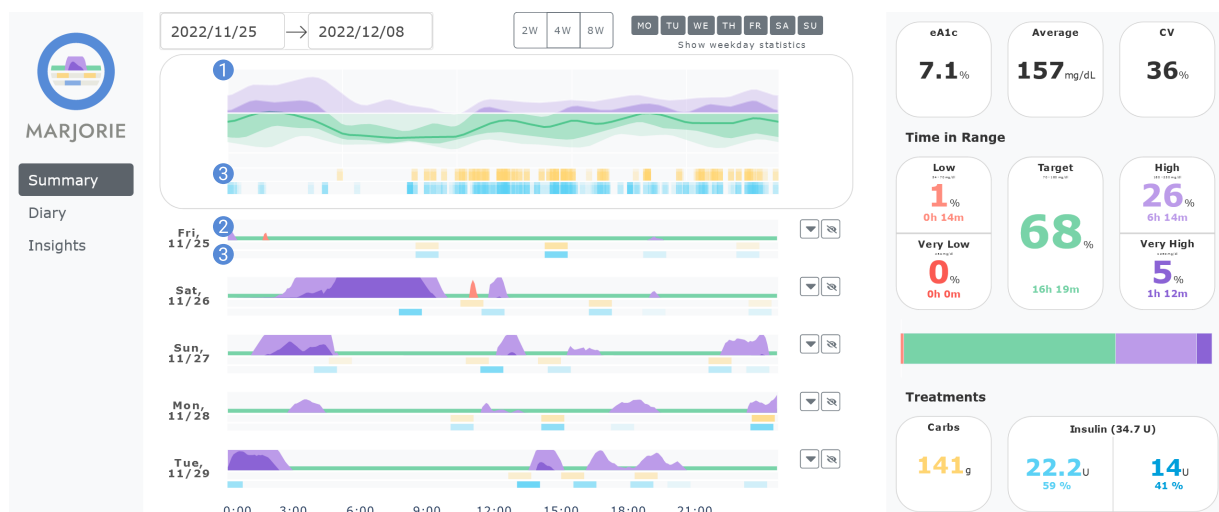 MARJORIE
Summary
Diary
Insights
2022/11/25
2022/12/08
2W
4W
8W
MO
TU
WE
TH
FR
SA
SU
Show weekday statistics
1
3
2
3
Fri,
11/25
Sat,
11/26
Sun,
11/27
Mon,
11/28
Tue,
11/29
0:00
3:00
6:00
9:00
12:00
15:00
18:00
21:00
eA1c
7.1%
Average
157mg/dL
CV
36%
Time in Range
Low
1%
0h 14m
Very Low
0%
0h 0m
Target
68%
16h 19m
High
26%
6h 14m
Very High
5%
1h 12m
Treatments
Carbs
141g
Insulin (34.7 U)
22.2U
59 %
14U
41 %